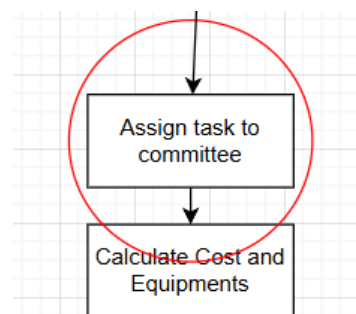 Assign task to
committee
Calculate Cost and
Equipments